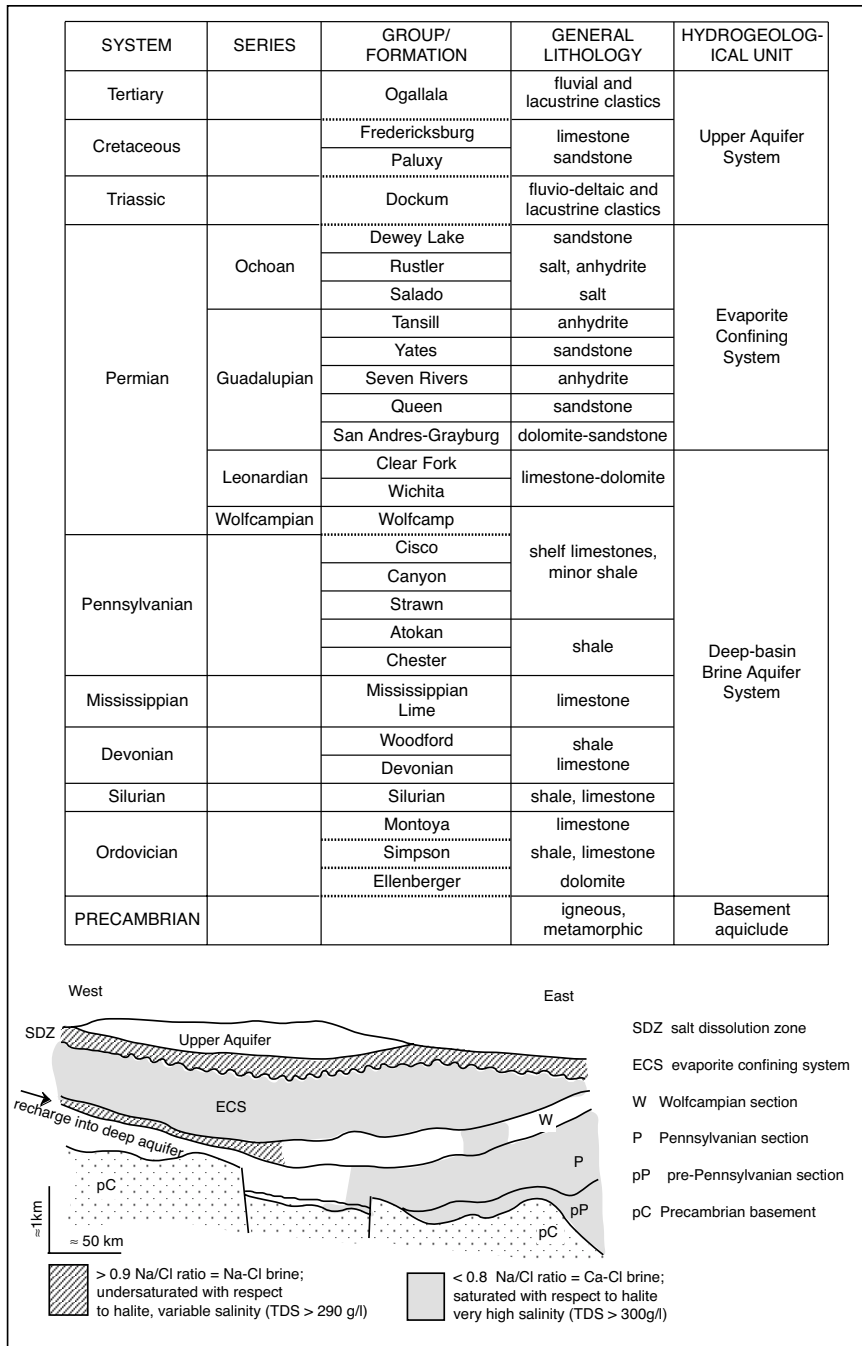 SYSTEM SERIES GROUP/ FORMATION GENERAL LITHOLOGY HYDROGEOLOG- ICAL UNIT
Tertiary Ogallala fluvial and lacustrine clastics Upper Aquifer System
Cretaceous Fredericksburg limestone
Paluxy sandstone
Triassic Dockum fluvio-deltaic and lacustrine clastics
Permian Ochoan Dewey Lake sandstone Evaporite Confining System
Rustler salt, anhydrite
Salado salt
Guadalupian Tansill anhydrite
Yates sandstone
Seven Rivers anhydrite
Queen sandstone
San Andres-Grayburg dolomite-sandstone
Leonardian Clear Fork limestone-dolomite Deep-basin Brine Aquifer System
Wichita
Wolfcampian Wolfcamp shelf limestones, minor shale
Pennsylvanian Cisco
Canyon
Strawn
Atokan shale
Chester
Mississippian Mississippian Lime limestone
Devonian Woodford shale
Devonian limestone
Silurian Silurian shale, limestone
Ordovician Montoya limestone
Simpson shale, limestone
Ellenberger dolomite
PRECAMBRIAN igneous, metamorphic Basement aquiclude
West East
SDZ
Upper Aquifer
ECS
W
recharge into deep aquifer
P
pC
pP
pC
≈1km
≈ 50 km
SDZ salt dissolution zone
ECS evaporite confining system
W Wolfcampian section
P Pennsylvanian section
pP pre-Pennsylvanian section
pC Precambrian basement
> 0.9 Na/Cl ratio = Na-Cl brine;
undersaturated with respect
to halite, variable salinity (TDS > 290 g/l)
< 0.8 Na/Cl ratio = Ca-Cl brine;
saturated with respect to halite
very high salinity (TDS > 300g/l)